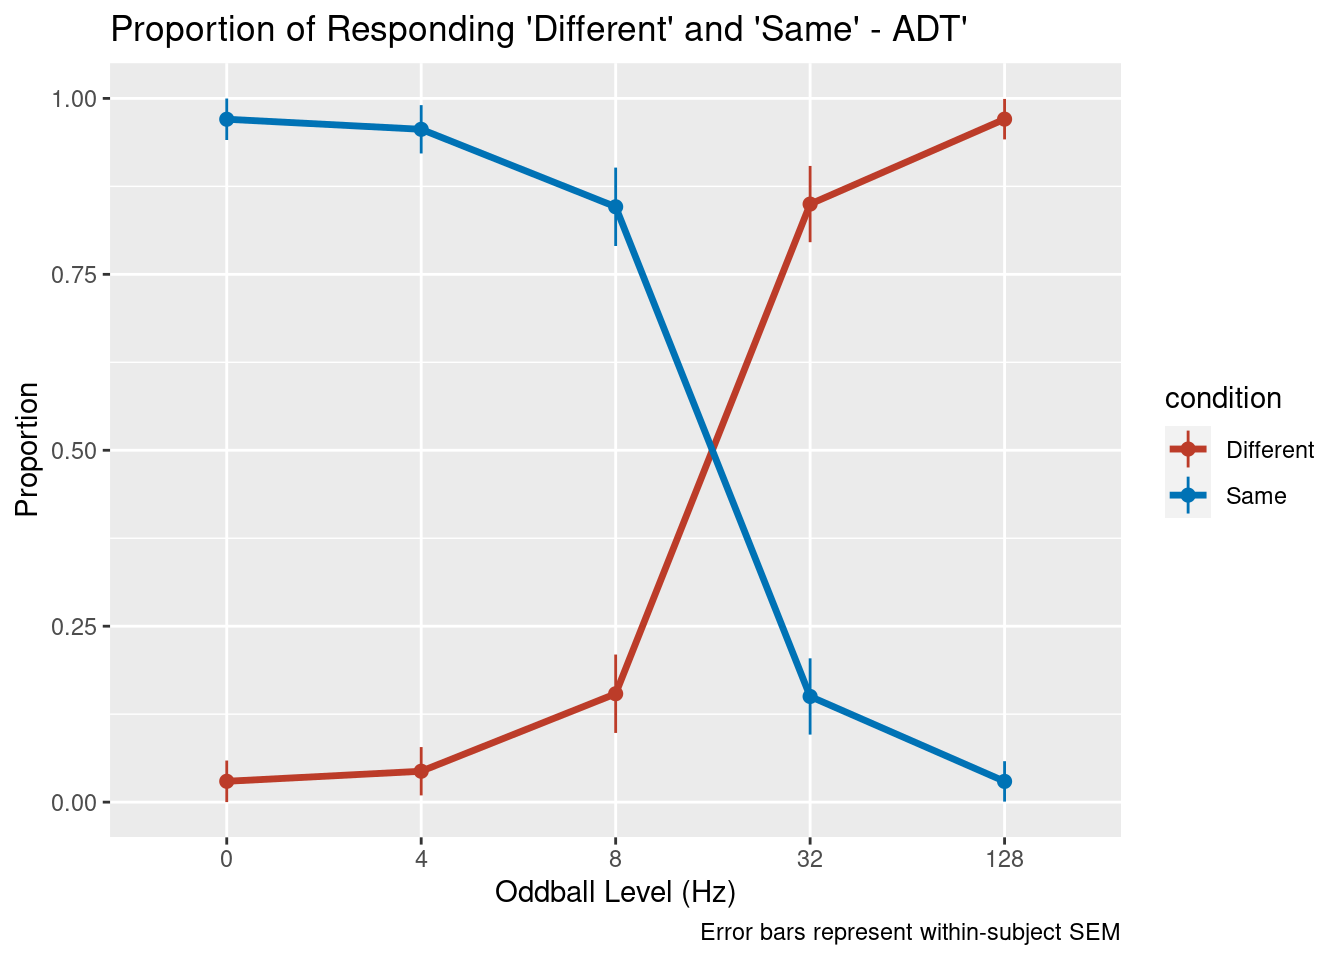 Proportion of Responding 'Different' and 'Same' - ADT'
1.00
0.75
0.50
0.25
0.00
Proportion
0 4 8 32 128
Oddball Level (Hz)
Error bars represent within-subject SEM
condition
Different
Same